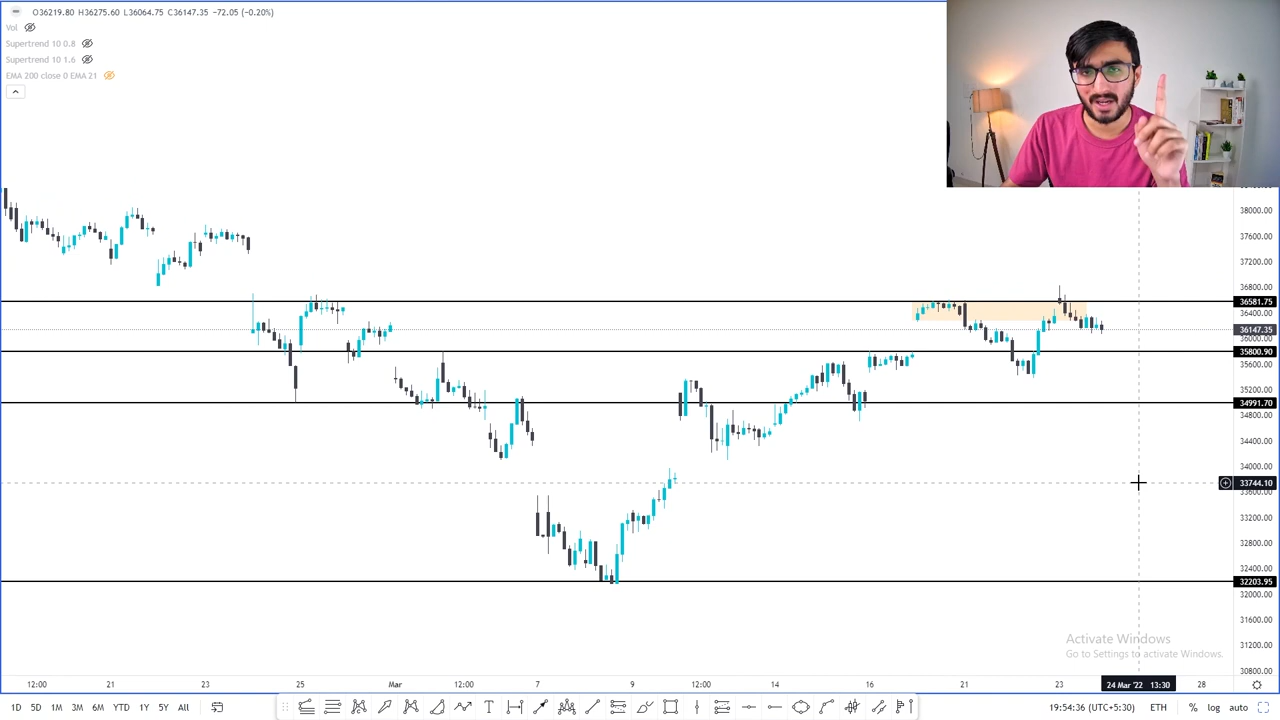 O36219.80 H36275.60 L36064.75 C36147.35 −72.05 (−0.20%)
Vol
Supertrend 10 0.8
Supertrend 10 1.6
EMA 200 close 0 EMA 21
38000.00
37600.00
37200.00
36800.00
36581.75
36400.00
36147.35
36000.00
35800.90
35600.00
35200.00
34991.70
34800.00
34400.00
34000.00
33744.10
33600.00
33200.00
32800.00
32400.00
32203.95
32000.00
31600.00
31200.00
30800.00
Activate Windows
Go to Settings to activate Windows.
12:00 21 23 25 Mar 12:00 7 9 12:00 14 16 21 23 24 Mar '22 13:30 28
1D 5D 1M 3M 6M YTD 1Y 5Y All
19:54:36 (UTC+5:30) ETH % log auto